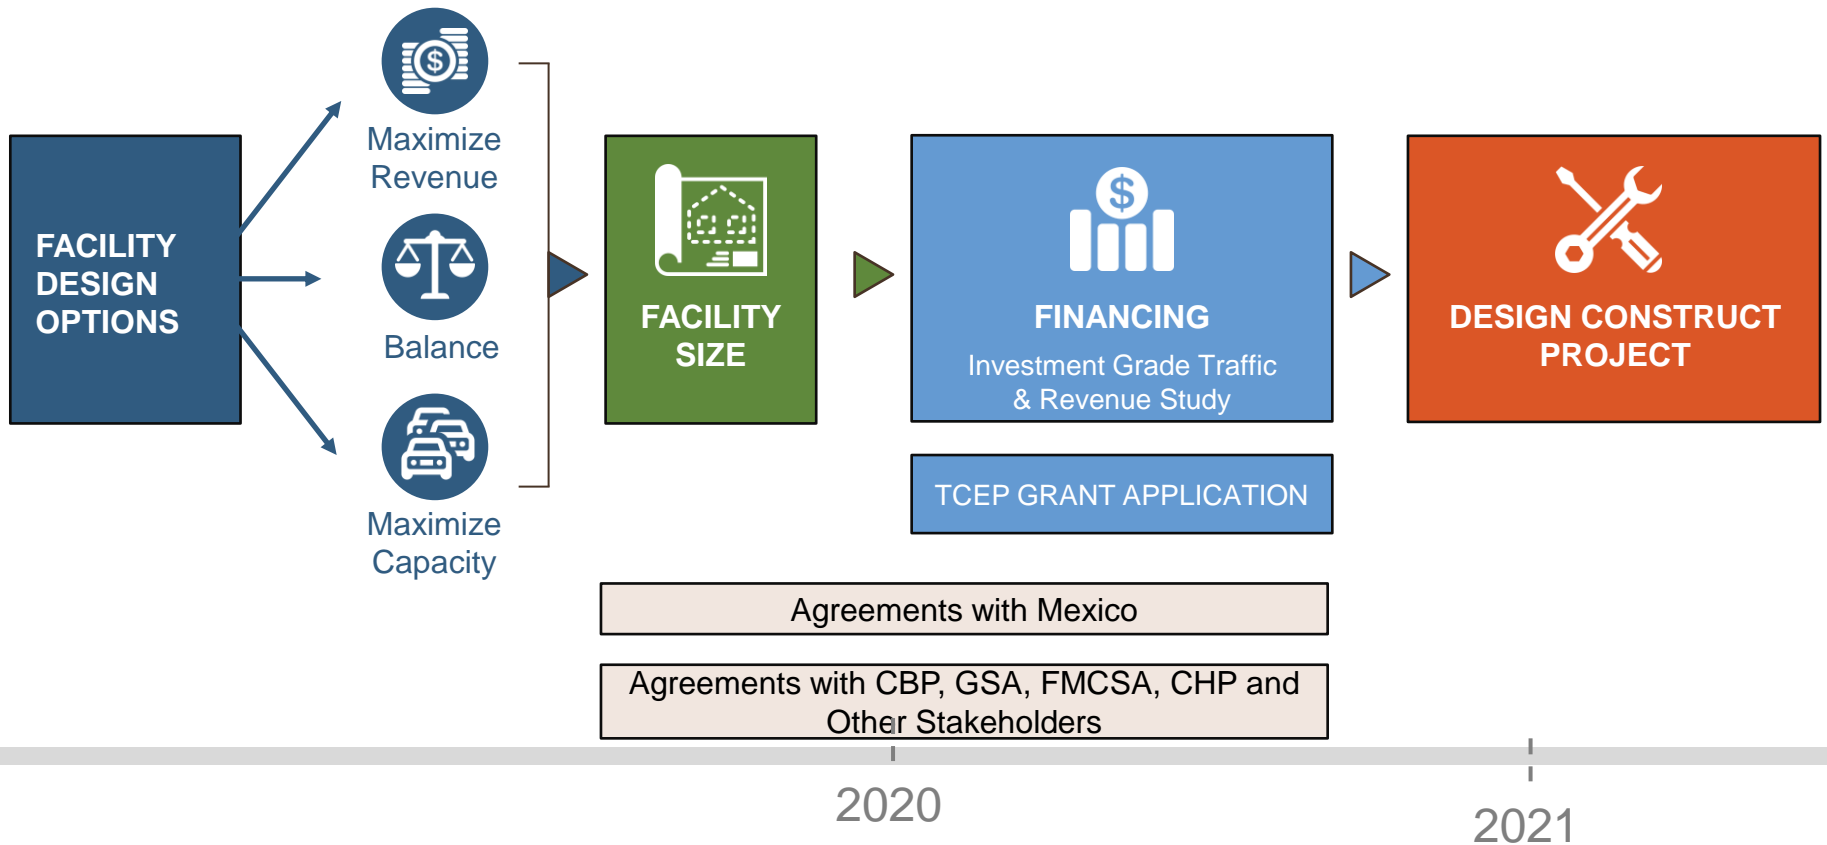 FACILITY
DESIGN
OPTIONS
$
Maximize
Revenue
Balance
Maximize
Capacity
FACILITY
SIZE
$
FINANCING
Investment Grade Traffic
& Revenue Study
TCEP GRANT APPLICATION
DESIGN CONSTRUCT
PROJECT
Agreements with Mexico
Agreements with CBP, GSA, FMCSA, CHP and
Other Stakeholders
2020
2021